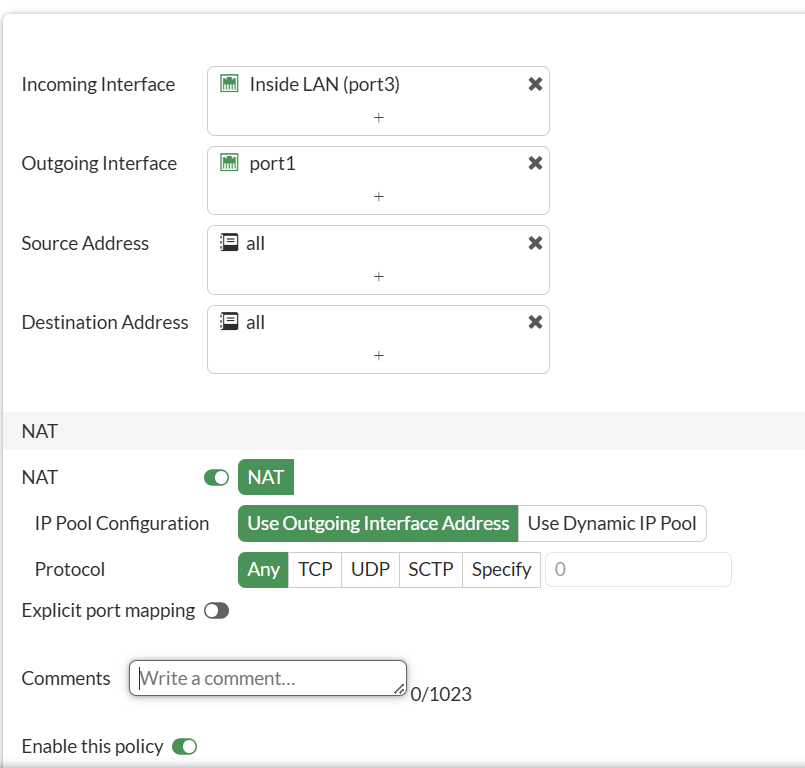 Incoming Interface
Inside LAN (port3)
+
Outgoing Interface
port1
+
Source Address
all
+
Destination Address
all
+
NAT
NAT NAT
IP Pool Configuration Use Outgoing Interface Address Use Dynamic IP Pool
Protocol Any TCP UDP SCTP Specify 0
Explicit port mapping
Comments Write a comment... 0/1023
Enable this policy